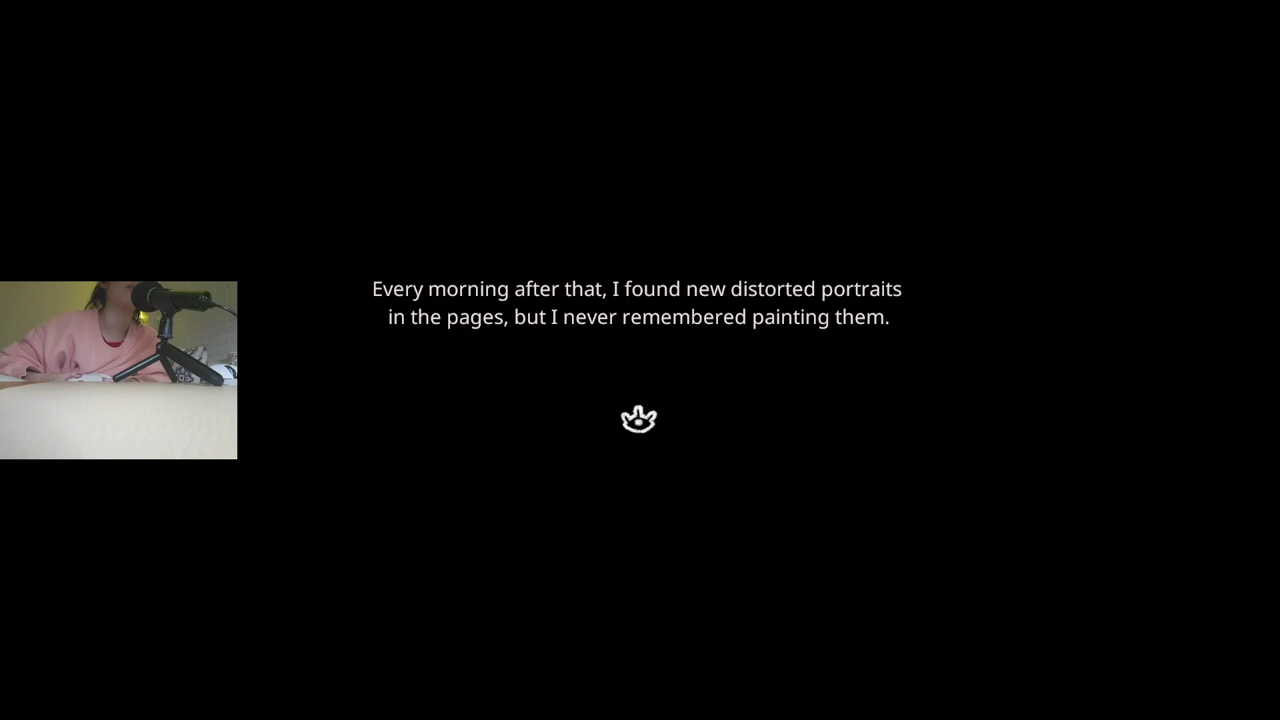 Every morning after that, I found new distorted portraits
in the pages, but I never remembered painting them.